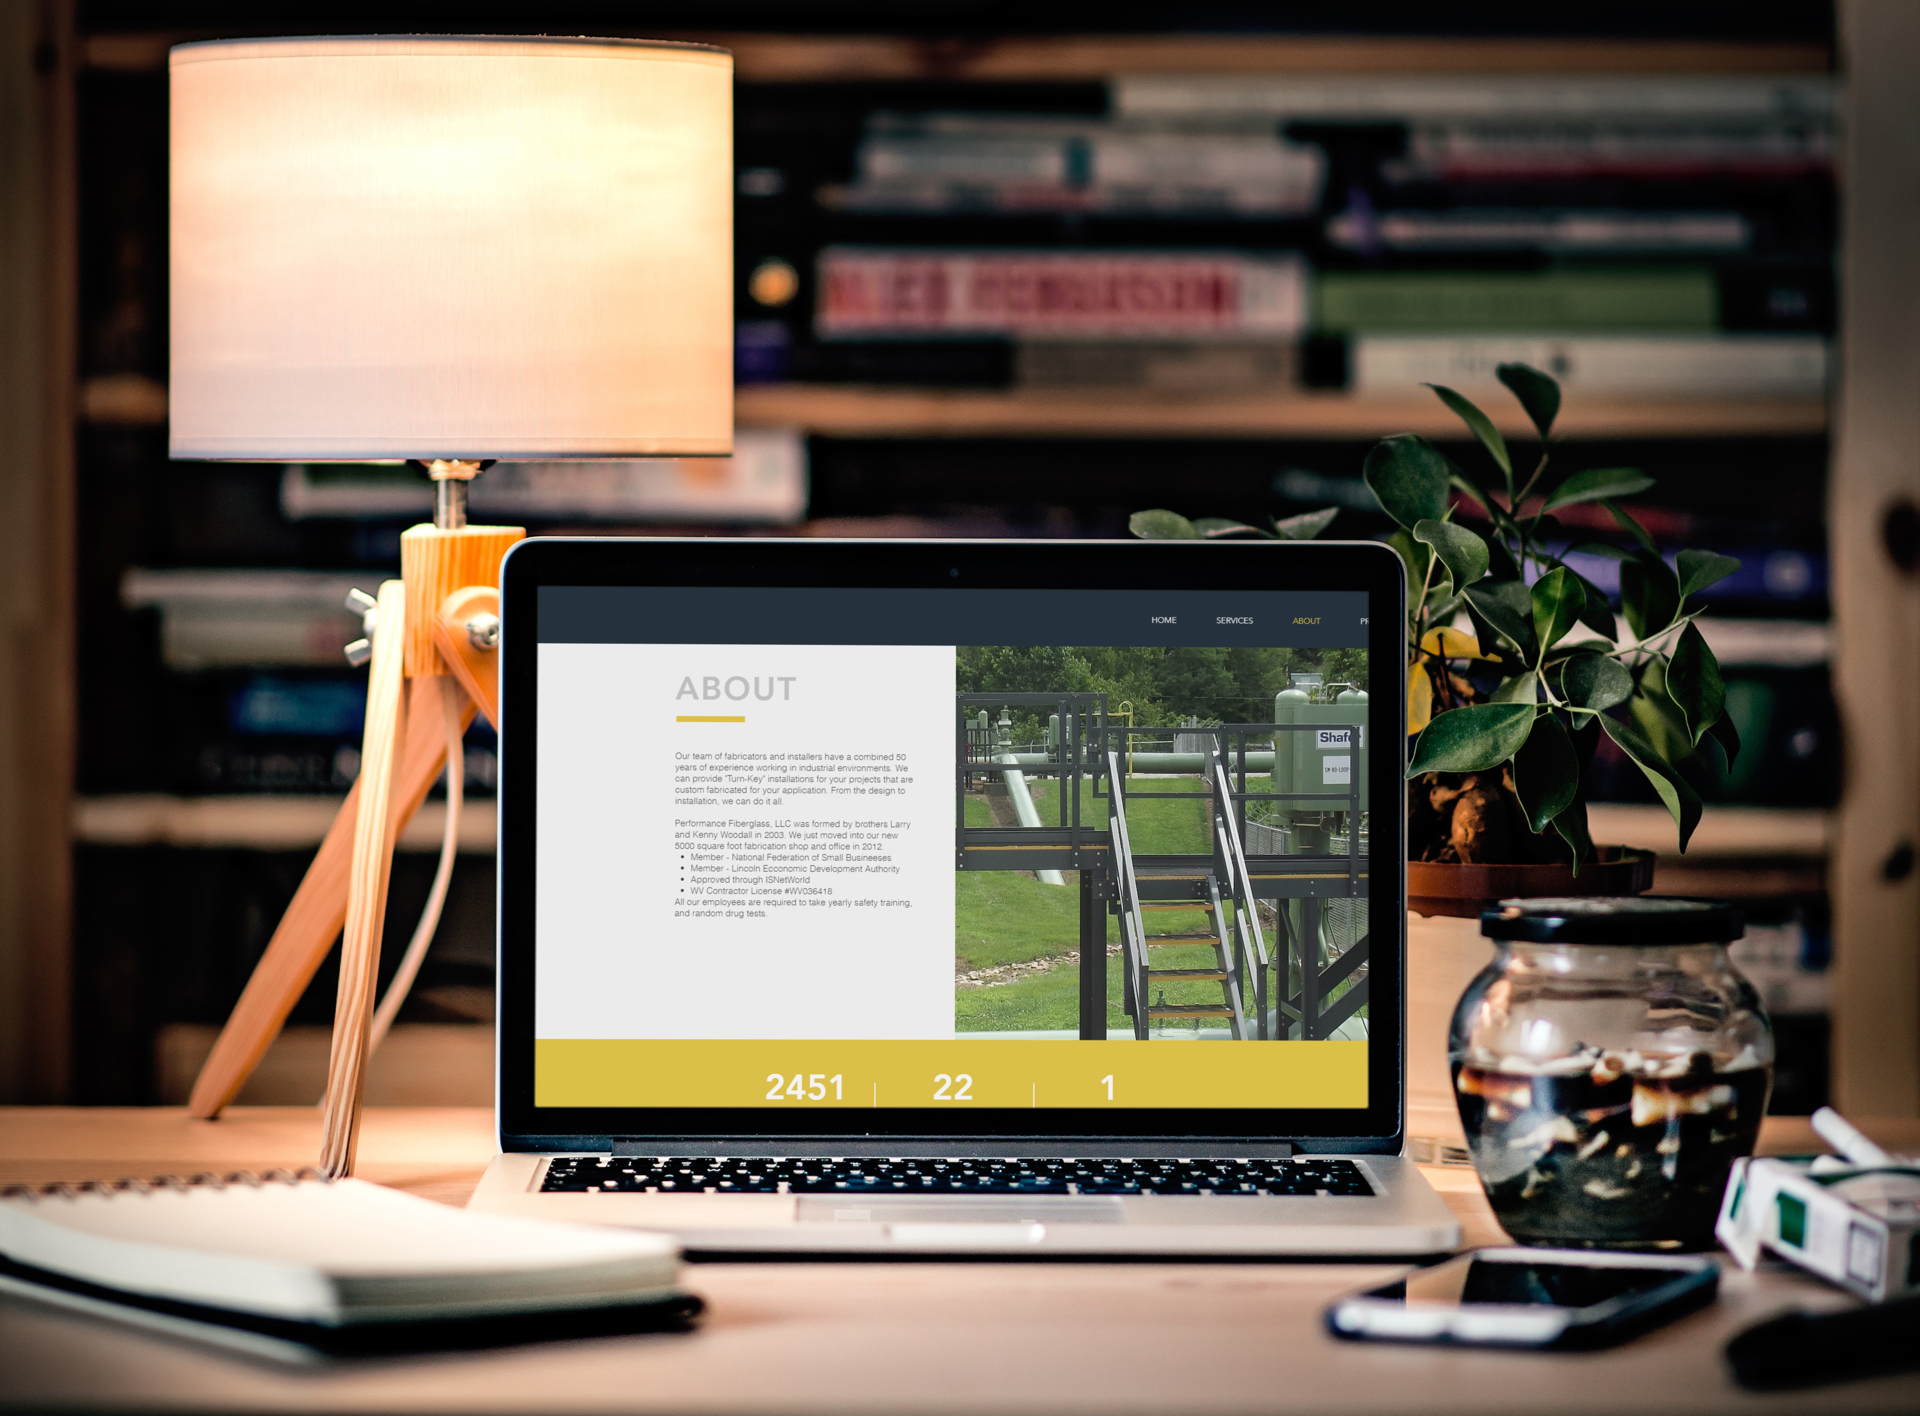 HOME SERVICES ABOUT PR
ABOUT
Our team of fabricators and installers have a combined 50
years of experience working in industrial environments. We
can provide "Turn-Key" installations for your projects that are
custom fabricated for your application. From the design to
installation, we can do it all.
Performance Fiberglass, LLC was formed by brothers Larry
and Kenny Woodall in 2003. We just moved into our new
5000 square foot fabrication shop and office in 2012.
• Member - National Federation of Small Busineeses
• Member - Lincoln Ecconomic Development Authority
• Approved through ISNetWorld
• WV Contractor License #WV036418
All our employees are required to take yearly safety training,
and random drug tests.
Shafe
2451 22 1